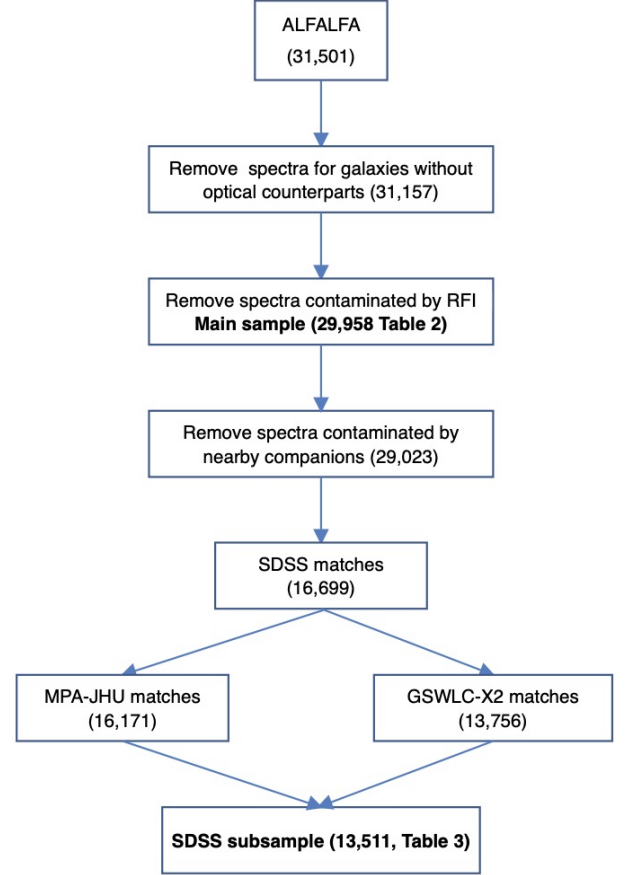 ALFALFA
(31,501)
Remove spectra for galaxies without
optical counterparts (31,157)
Remove spectra contaminated by RFI
Main sample (29,958 Table 2)
Remove spectra contaminated by
nearby companions (29,023)
SDSS matches
(16,699)
MPA-JHU matches
(16,171)
GSWLC-X2 matches
(13,756)
SDSS subsample (13,511, Table 3)